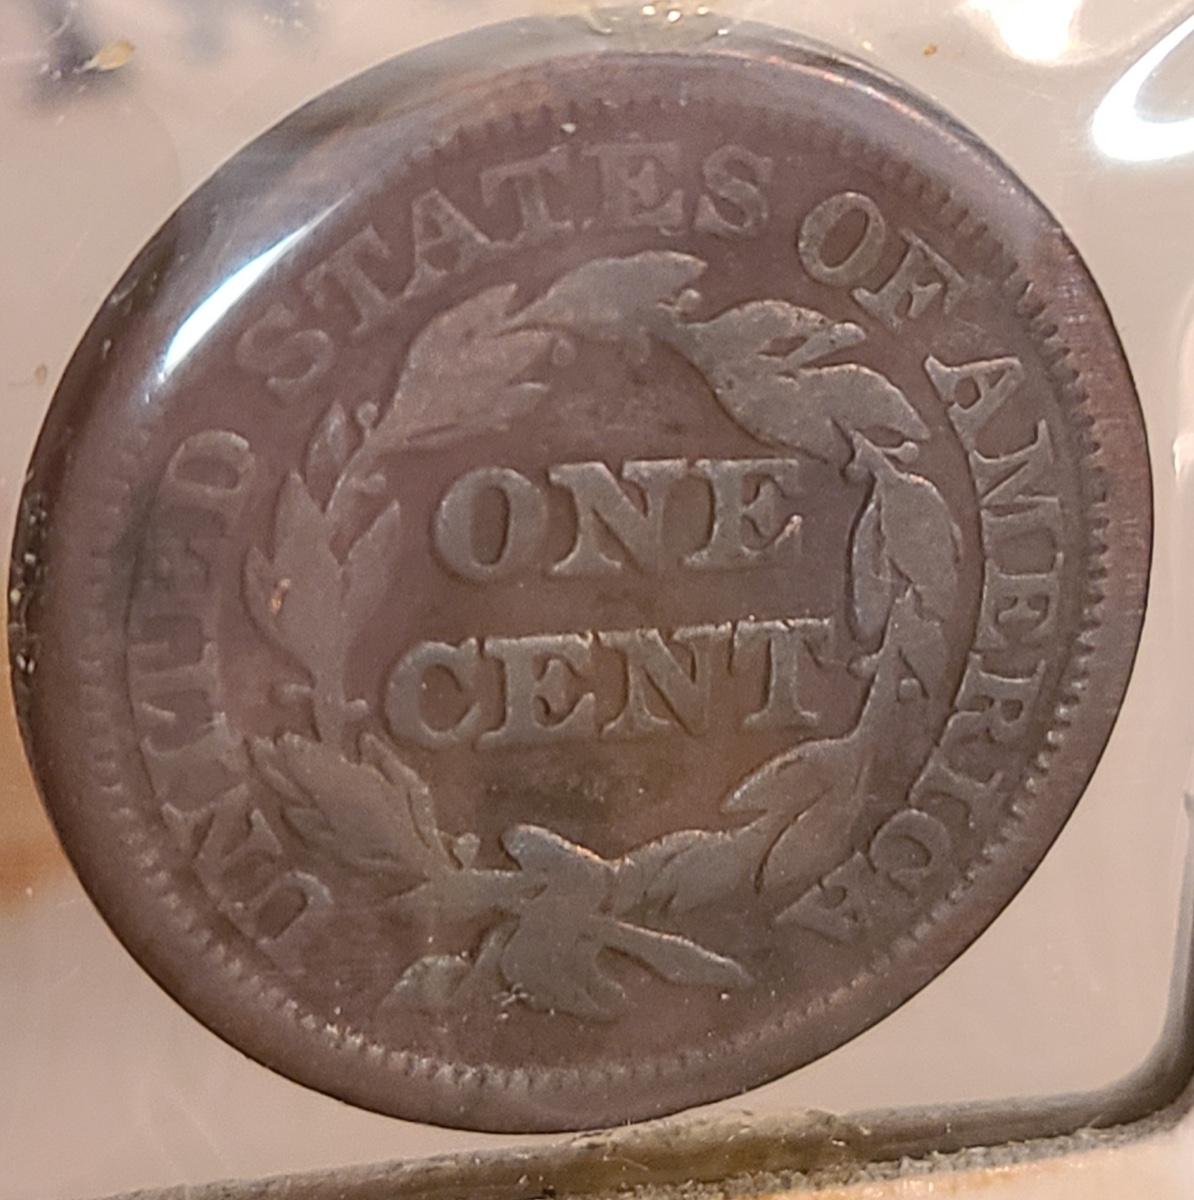 UNITED STATES OF AMERICA
ONE
CENT